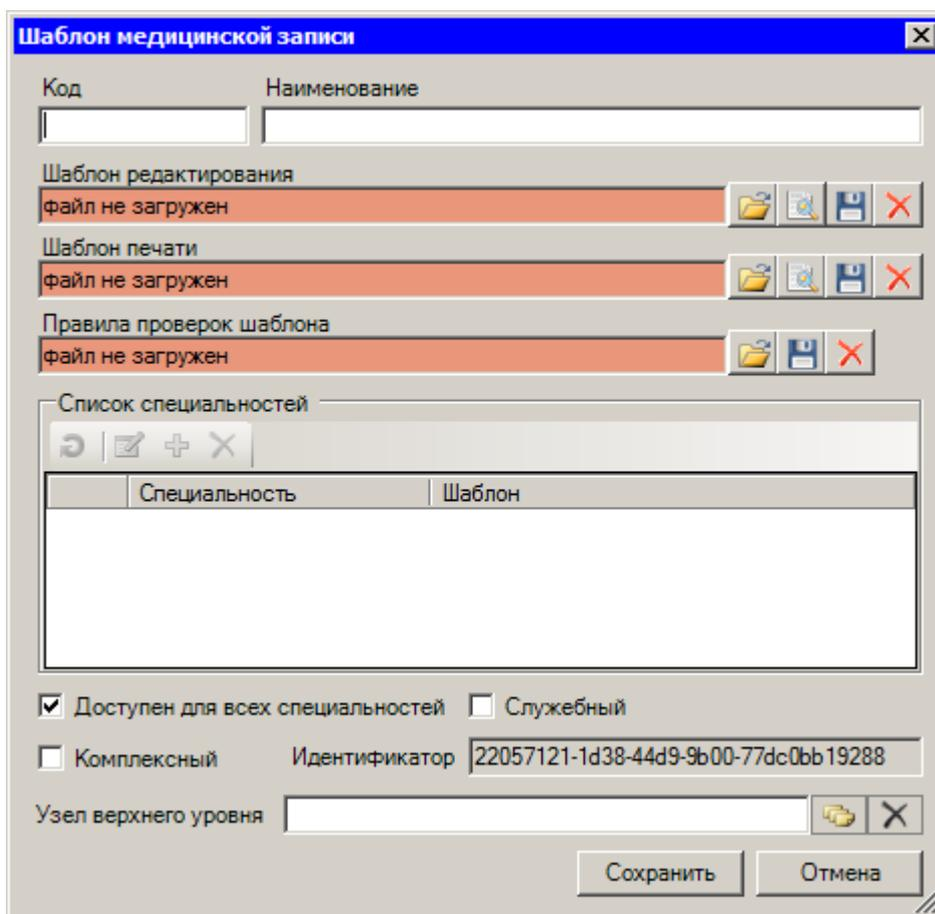 Шаблон медицинской записи
Код Наименование
Шаблон редактирования
Файл не загружен
Шаблон печати
Файл не загружен
Правила проверок шаблона
Файл не загружен
Список специальностей
Специальность Шаблон
Доступен для всех специальностей Служебный
Комплексный Идентификатор 22057121-1d38-44d9-9b00-77dc0bb19288
Узел верхнего уровня
Сохранить Отмена